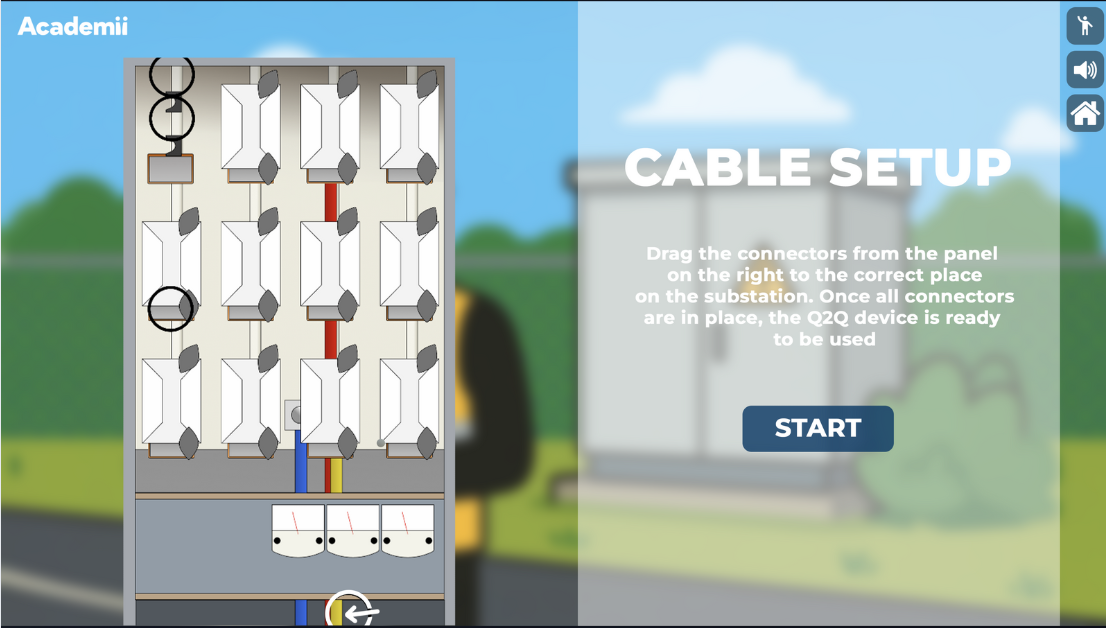 Academii
CABLE SETUP
Drag the connectors from the panel
on the right to the correct place
on the substation. Once all connectors
are in place, the Q2Q device is ready
to be used
START